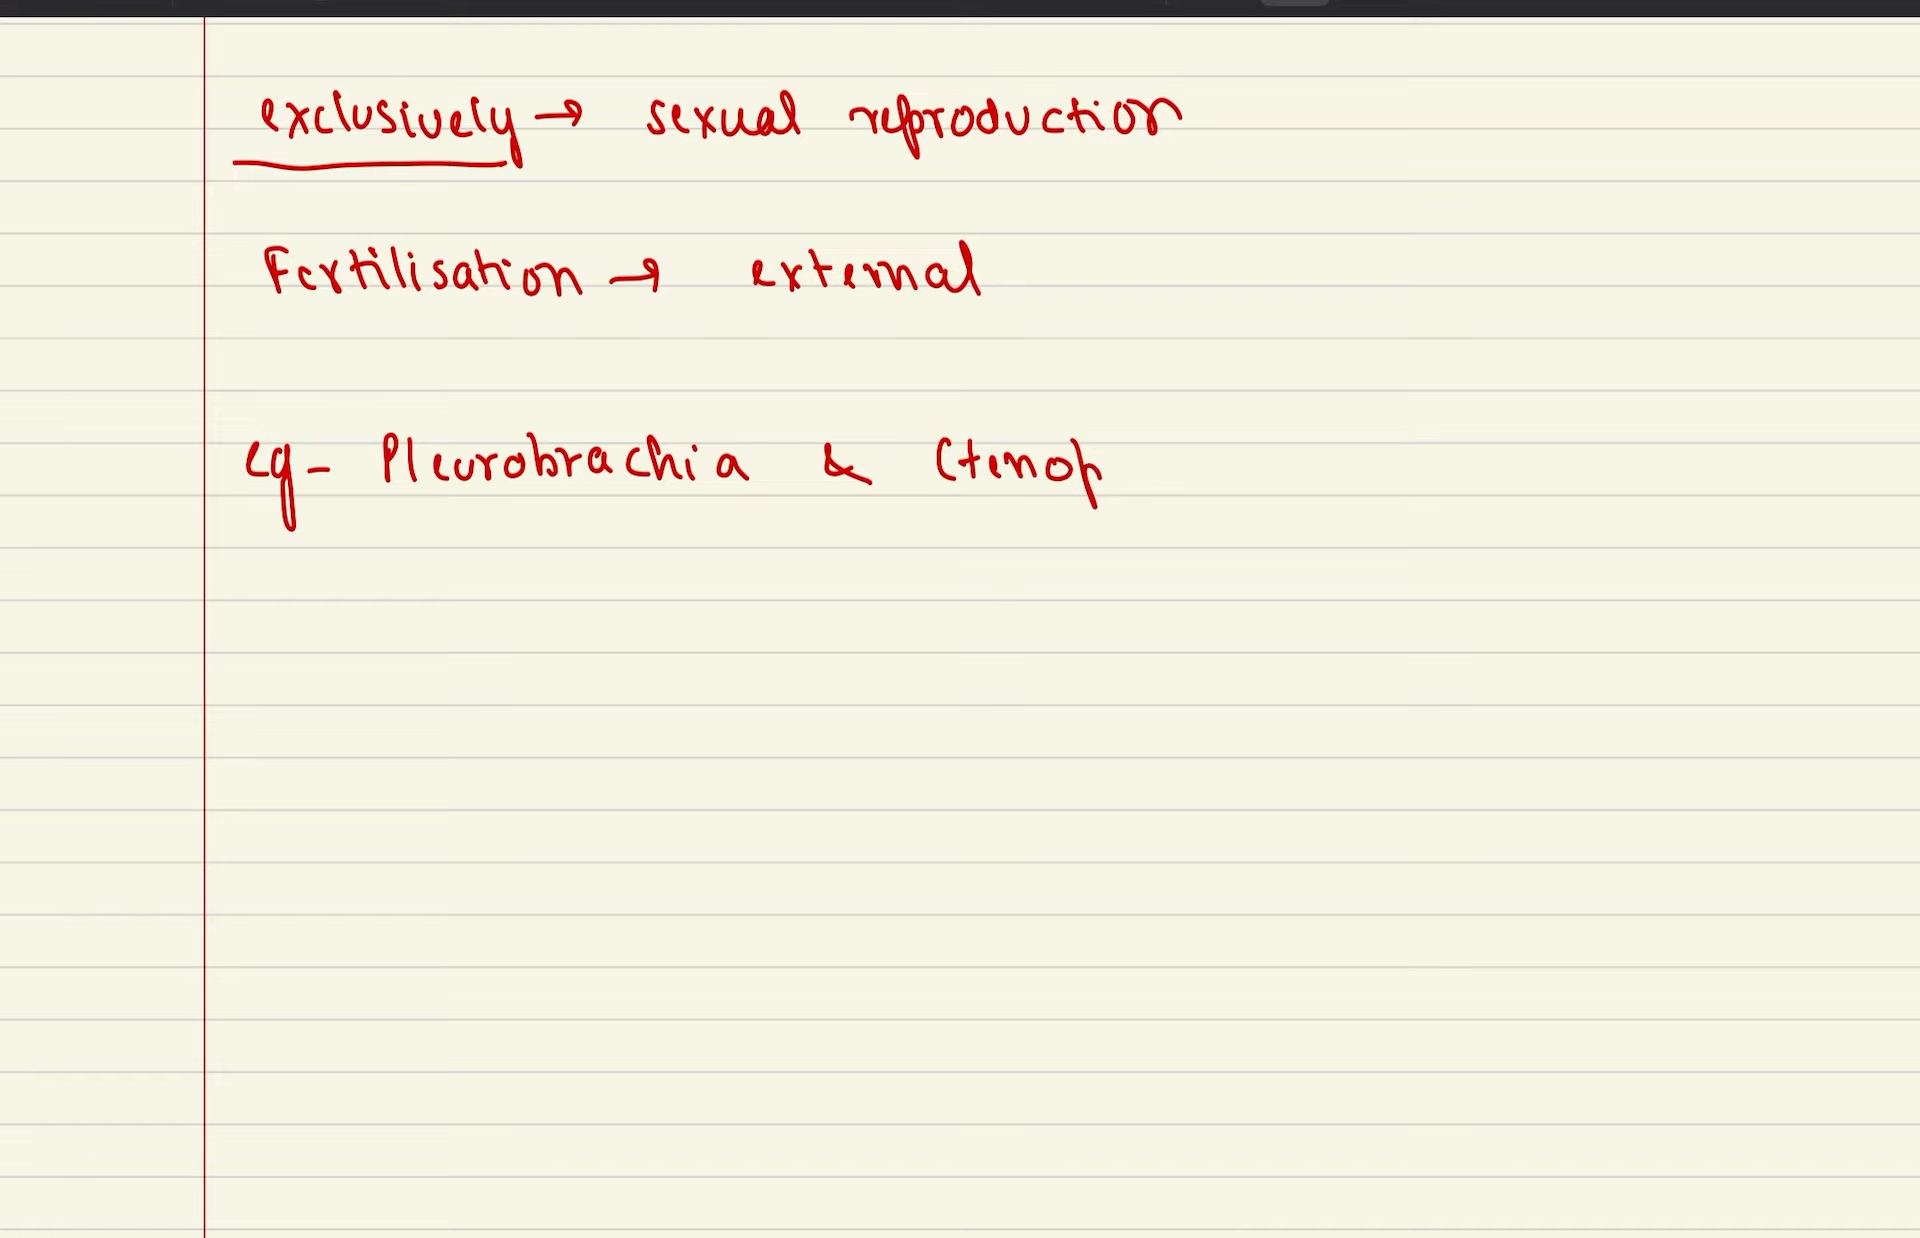 exclusively → sexual reproduction
Fertilisation → external
eg- Pleurobrachia & Ctenop